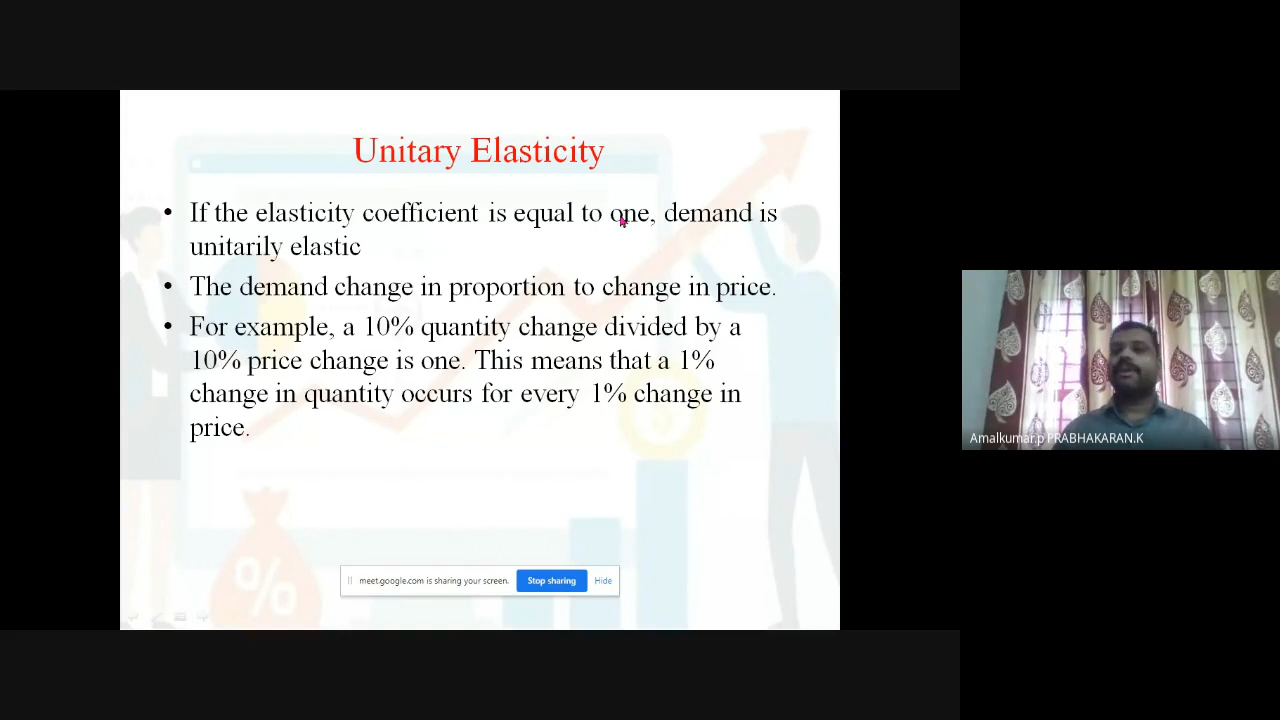 Unitary Elasticity
• If the elasticity coefficient is equal to one, demand is
unitarily elastic
• The demand change in proportion to change in price.
• For example, a 10% quantity change divided by a
10% price change is one. This means that a 1%
change in quantity occurs for every 1% change in
price.
%
meet.google.com is sharing your screen. Stop sharing Hide
Amalkumar.p PRABHAKARAN.K